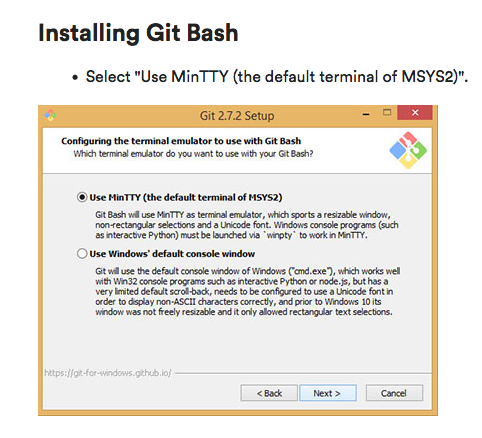 Installing Git Bash
• Select "Use MinTTY (the default terminal of MSYS2)".
Git 2.7.2 Setup
Configuring the terminal emulator to use with Git Bash
Which terminal emulator do you want to use with your Git Bash?
Use MinTTY (the default terminal of MSYS2)
Git Bash will use MinTTY as terminal emulator, which sports a resizable window,
non-rectangular selections and a Unicode font. Windows console programs (such
as interactive Python) must be launched via `winpty` to work in MinTTY.
Use Windows' default console window
Git will use the default console window of Windows ("cmd.exe"), which works well
with Win32 console programs such as interactive Python or node.js, but has a
very limited default scroll-back, needs to be configured to use a Unicode font in
order to display non-ASCII characters correctly, and prior to Windows 10 its
window was not freely resizable and it only allowed rectangular text selections.
https://git-for-windows.github.io/
< Back Next > Cancel